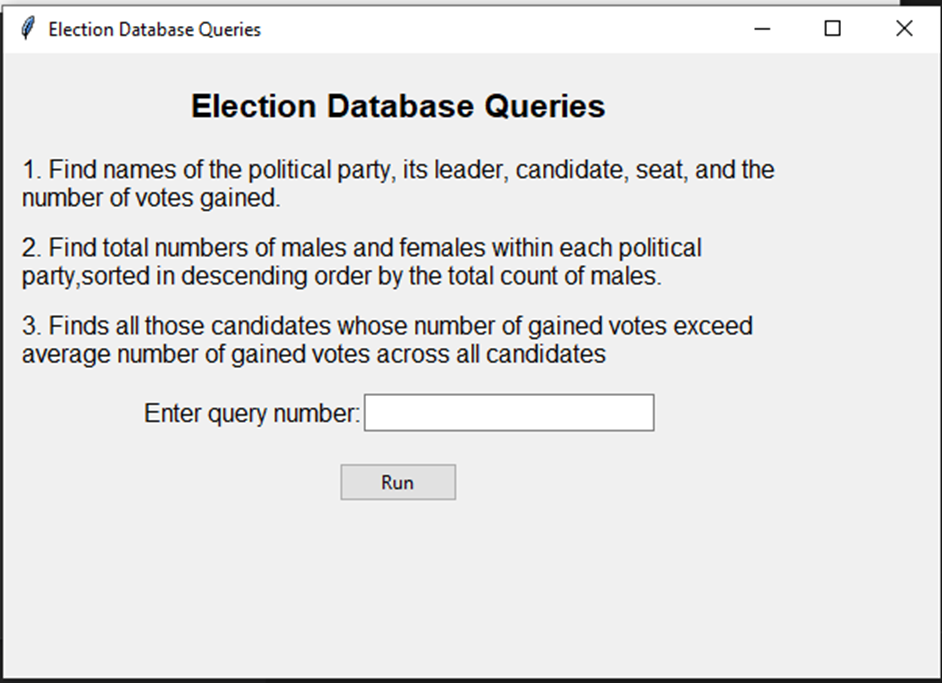 Election Database Queries
Election Database Queries
1. Find names of the political party, its leader, candidate, seat, and the
number of votes gained.
2. Find total numbers of males and females within each political
party,sorted in descending order by the total count of males.
3. Finds all those candidates whose number of gained votes exceed
average number of gained votes across all candidates
Enter query number:
Run